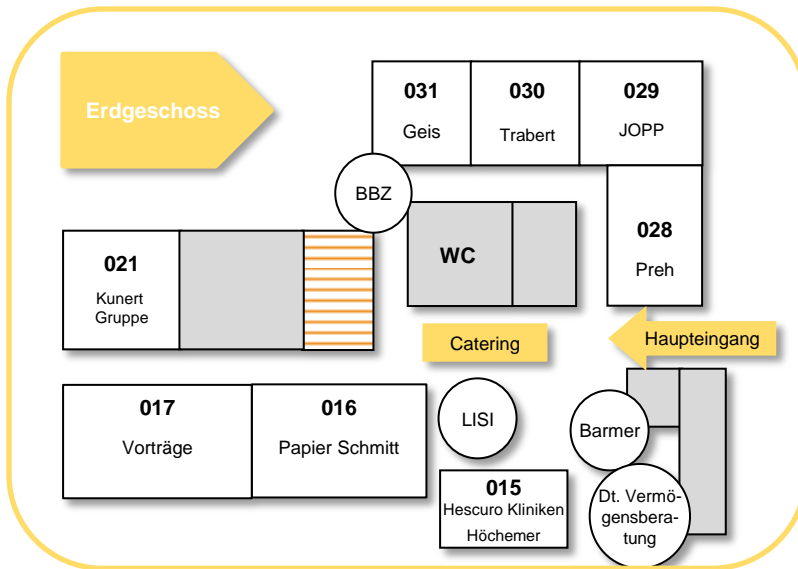 Erdgeschoss
031
Geis
030
Trabert
029
JOPP
BBZ
028
Preh
WC
021
Kunert
Gruppe
Catering
Haupteingang
017
Vorträge
016
Papier Schmitt
LISI
Barmer
015
Hescuro Kliniken
Höchemer
Dt. Vermö-
gensbera-
tung